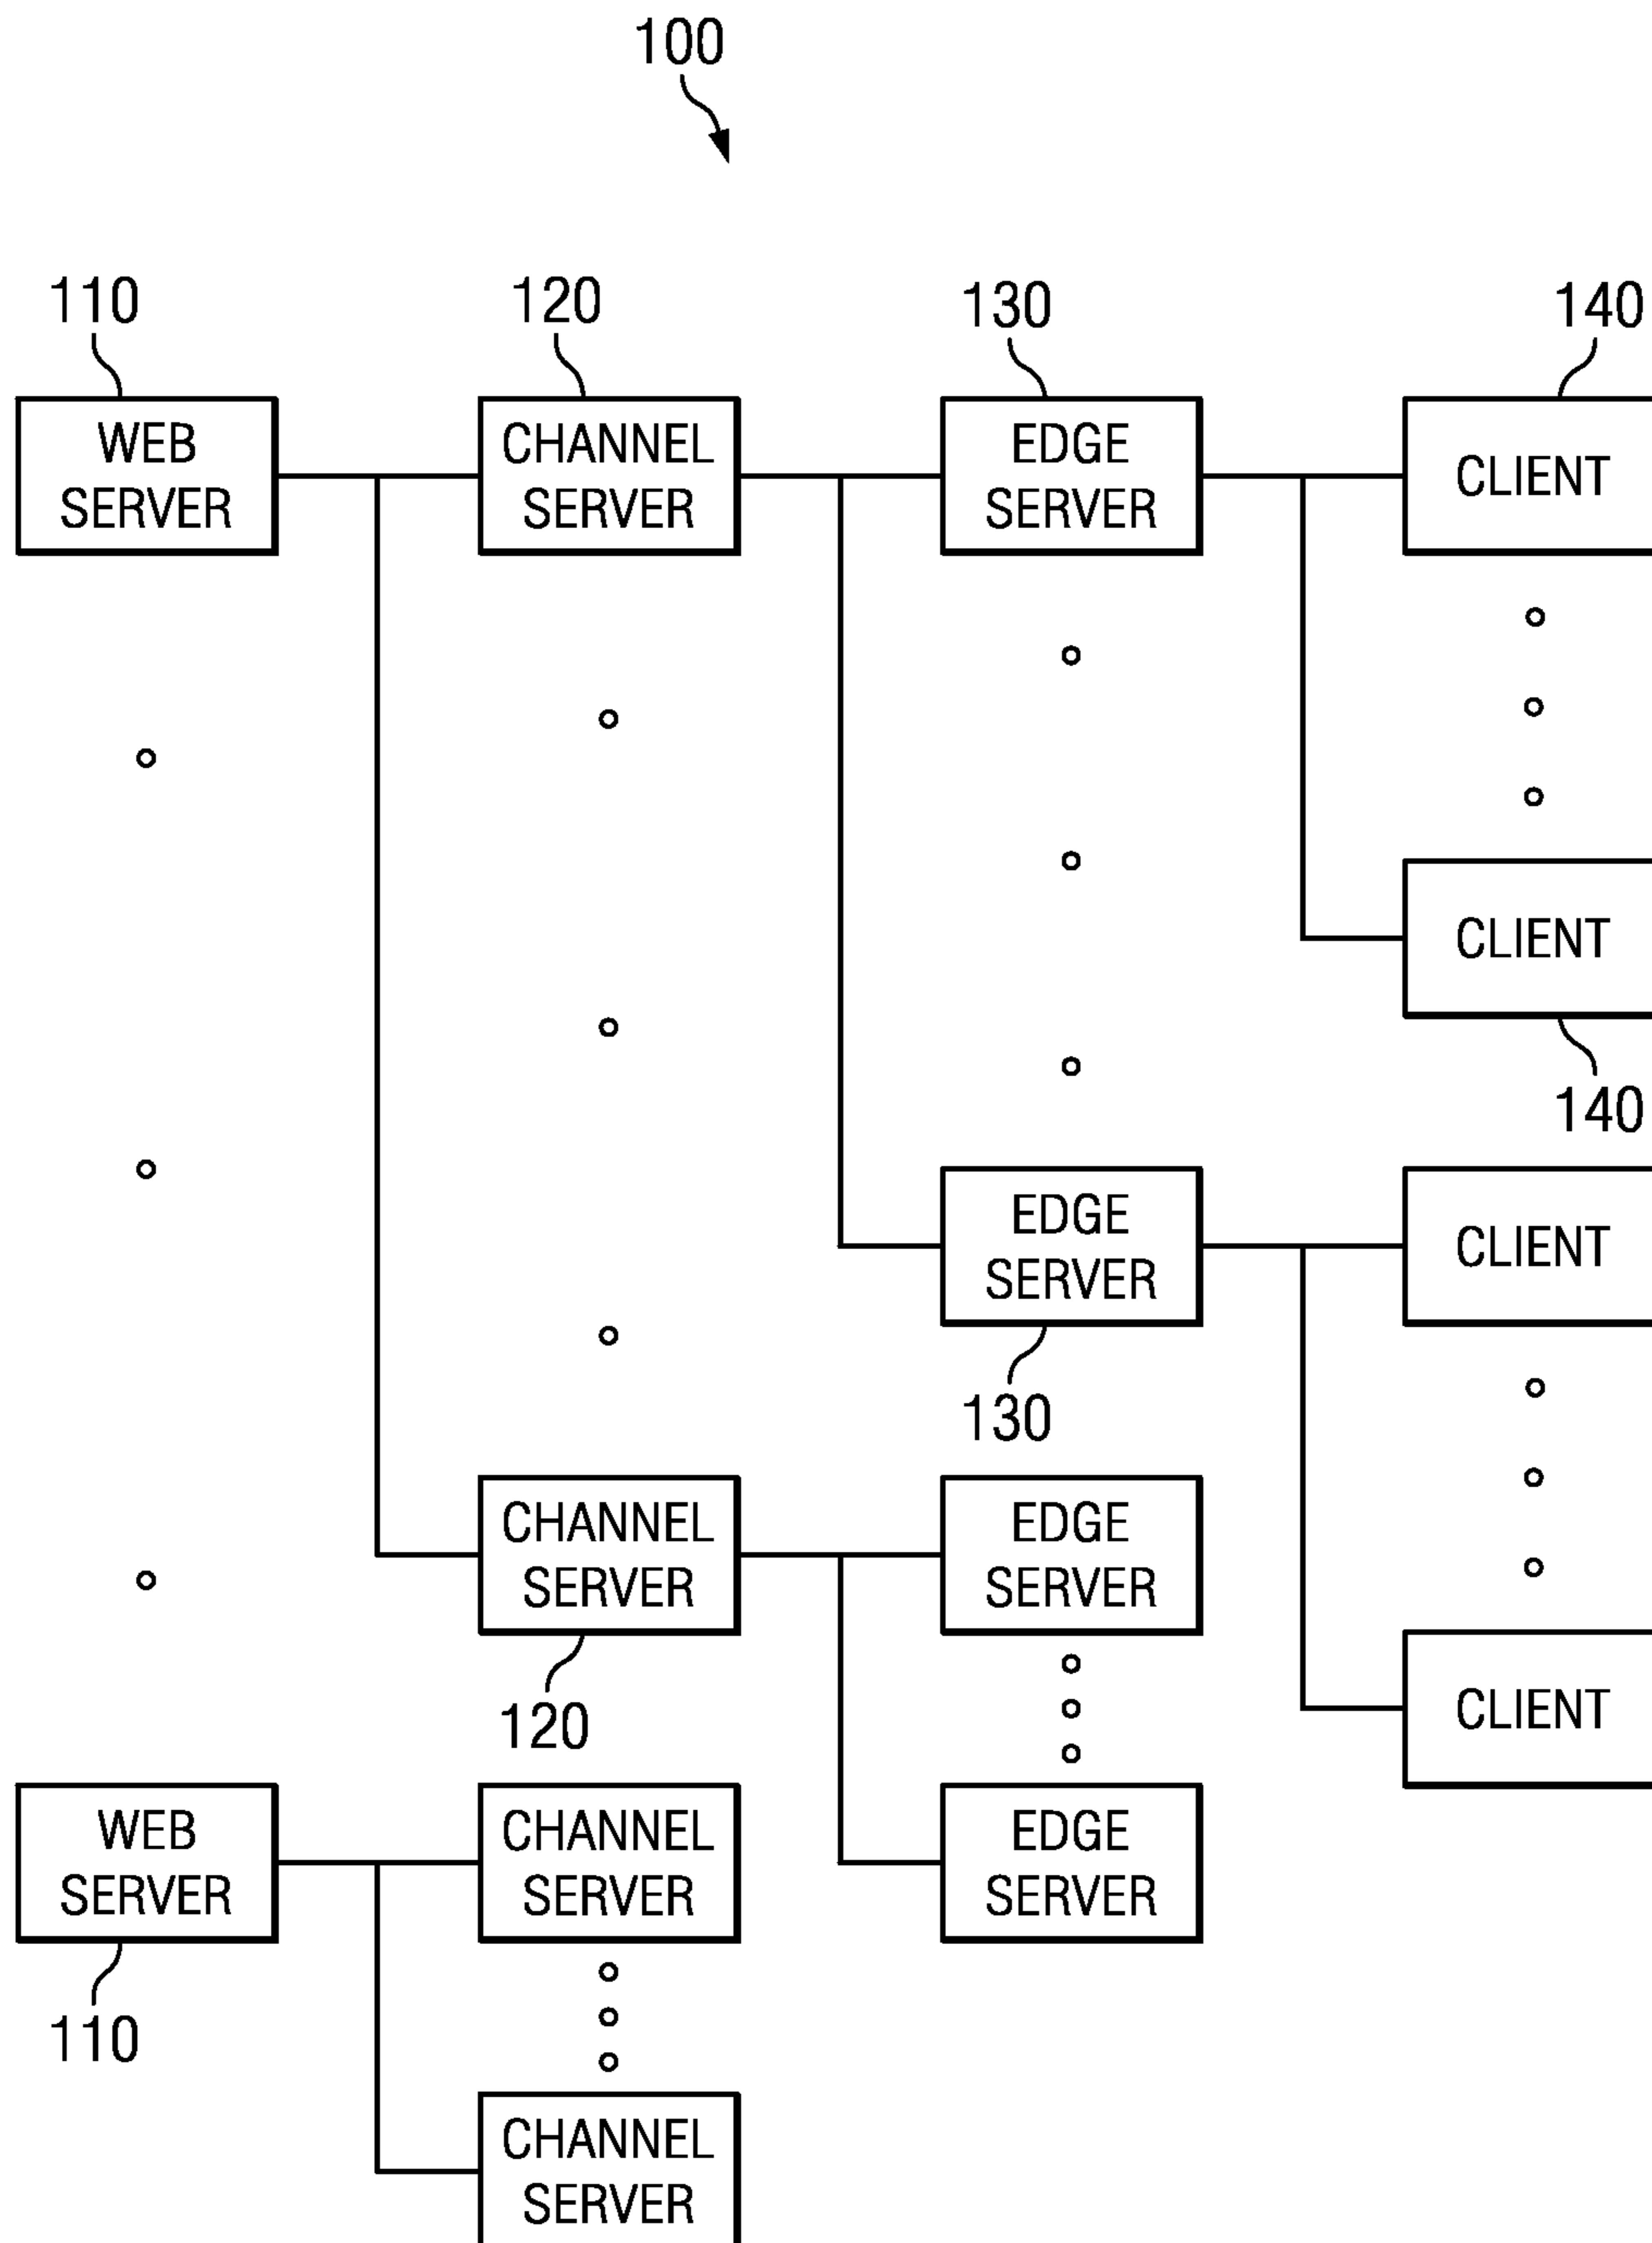 100
110
120
130
140
WEB
SERVER
CHANNEL
SERVER
EDGE
SERVER
CLIENT
CLIENT
140
EDGE
SERVER
CLIENT
130
CHANNEL
SERVER
EDGE
SERVER
120
CLIENT
WEB
SERVER
CHANNEL
SERVER
EDGE
SERVER
110
CHANNEL
SERVER